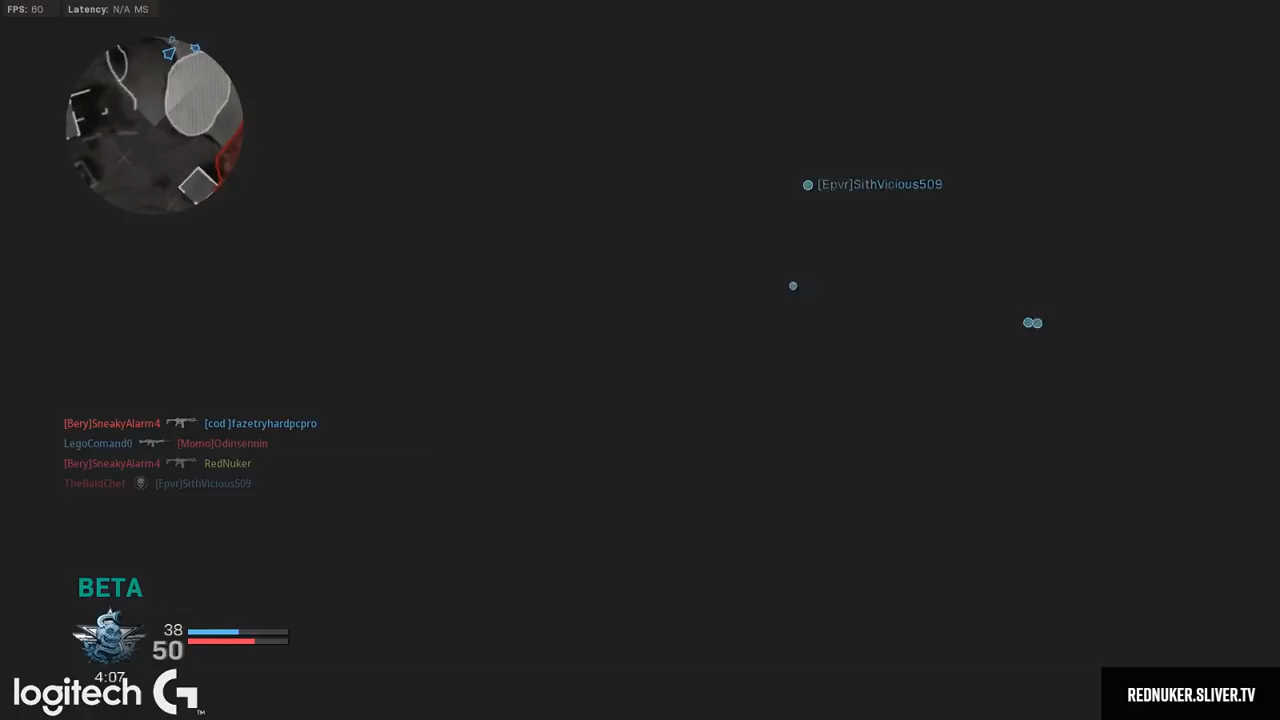 FPS: 60 Latency: N/A MS
[Epvr]SithVicious509
[Bery]SneakyAlarm4 [cod ]fazetryhardpcpro
LegoComand0 [Momo]Odinsennin
[Bery]SneakyAlarm4 RedNuker
TheBaldChef [Epvr]SithVicious509
BETA
38
50
4:07
logitech G™
REDNUKER.SLIVER.TV